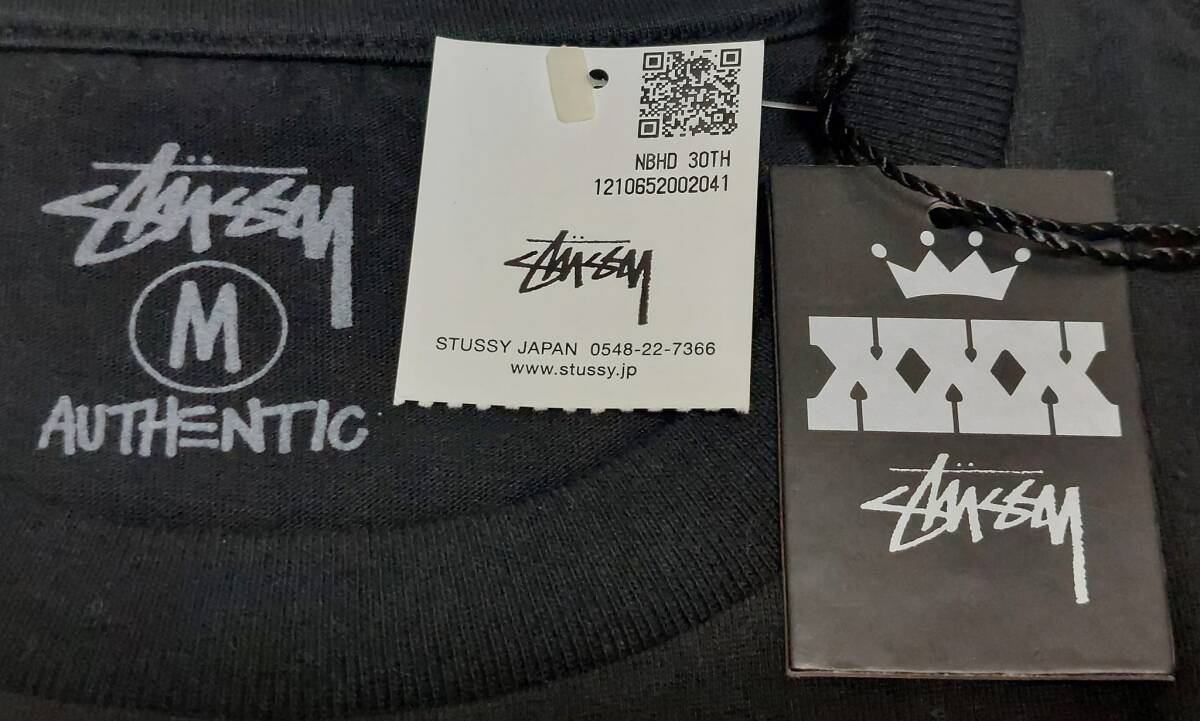 STÜSSY
M
AUTHENTIC
NBHD 30TH
1210652002041
STÜSSY
STUSSY JAPAN 0548-22-7366
www.stussy.jp
XXX
STÜSSY